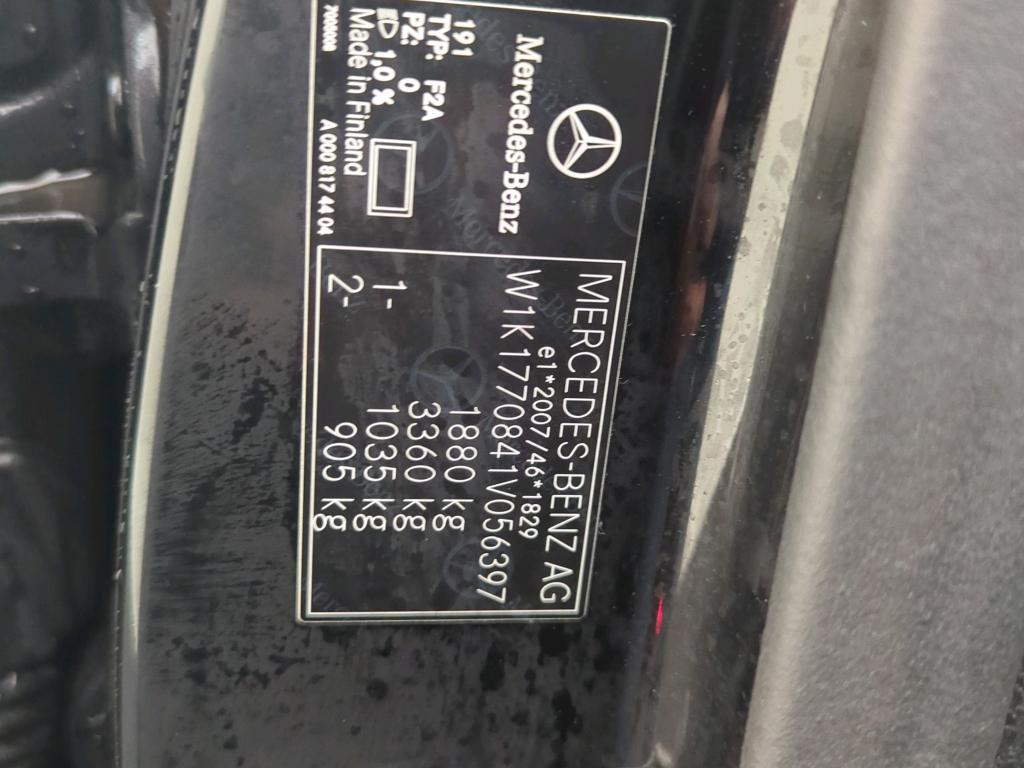 Mercedes-Benz
191
TYP: F2A
PZ: 0
1,0 %
Made in Finland
700008 A 000 817 44 04
MERCEDES-BENZ AG
e1*2007/46*1829
W1K1770841V056397
1880 kg
3360 kg
1- 1035 kg
2- 905 kg